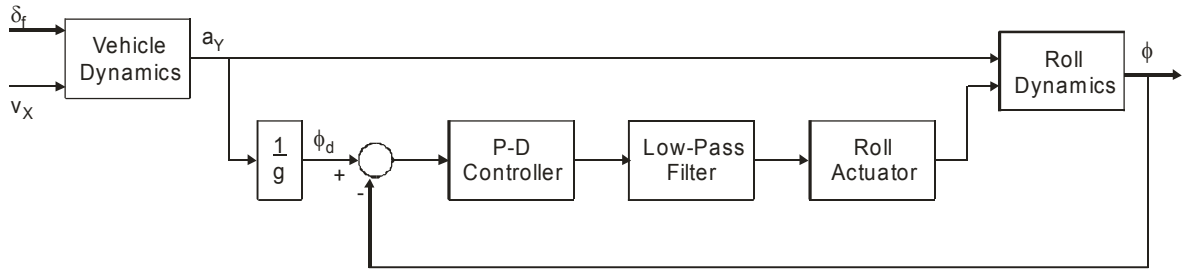 δf
Vehicle
Dynamics
vX
aY
1
g
ϕd
+
-
P-D
Controller
Low-Pass
Filter
Roll
Actuator
Roll
Dynamics
ϕ